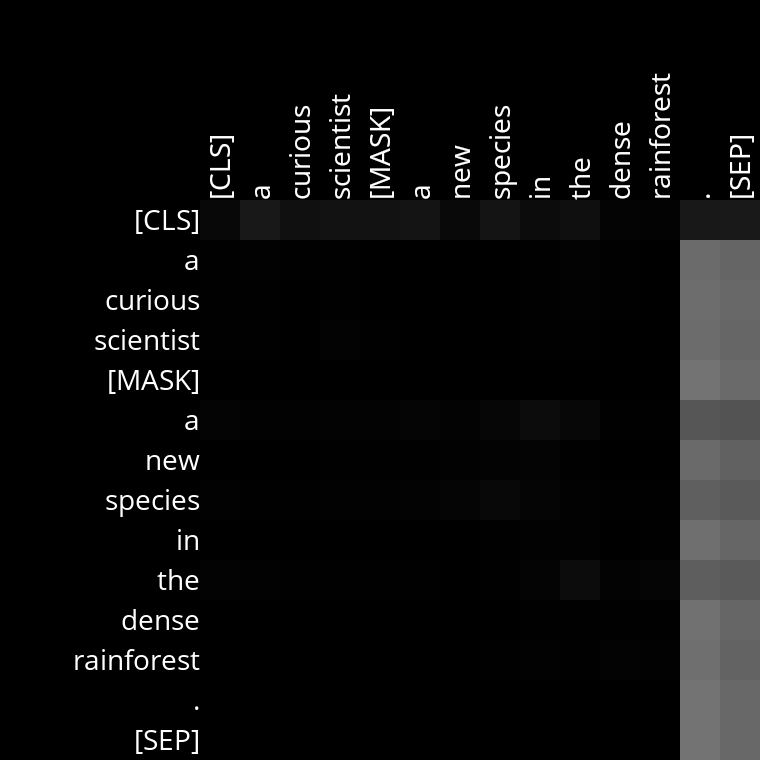 [CLS]
a
curious
scientist
[MASK]
a
new
species
in
the
dense
rainforest
.
[SEP]
[CLS]
a
curious
scientist
[MASK]
a
new
species
in
the
dense
rainforest
.
[SEP]